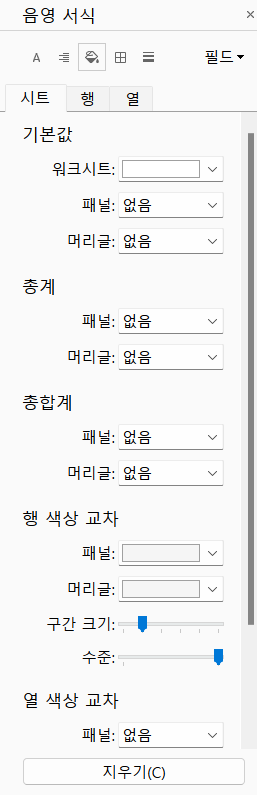 음영 서식 ×
A 필드
시트 행 열
기본값
워크시트:
패널: 없음
머리글: 없음
총계
패널: 없음
머리글: 없음
총합계
패널: 없음
머리글: 없음
행 색상 교차
패널:
머리글:
구간 크기:
수준:
열 색상 교차
패널: 없음
지우기(C)